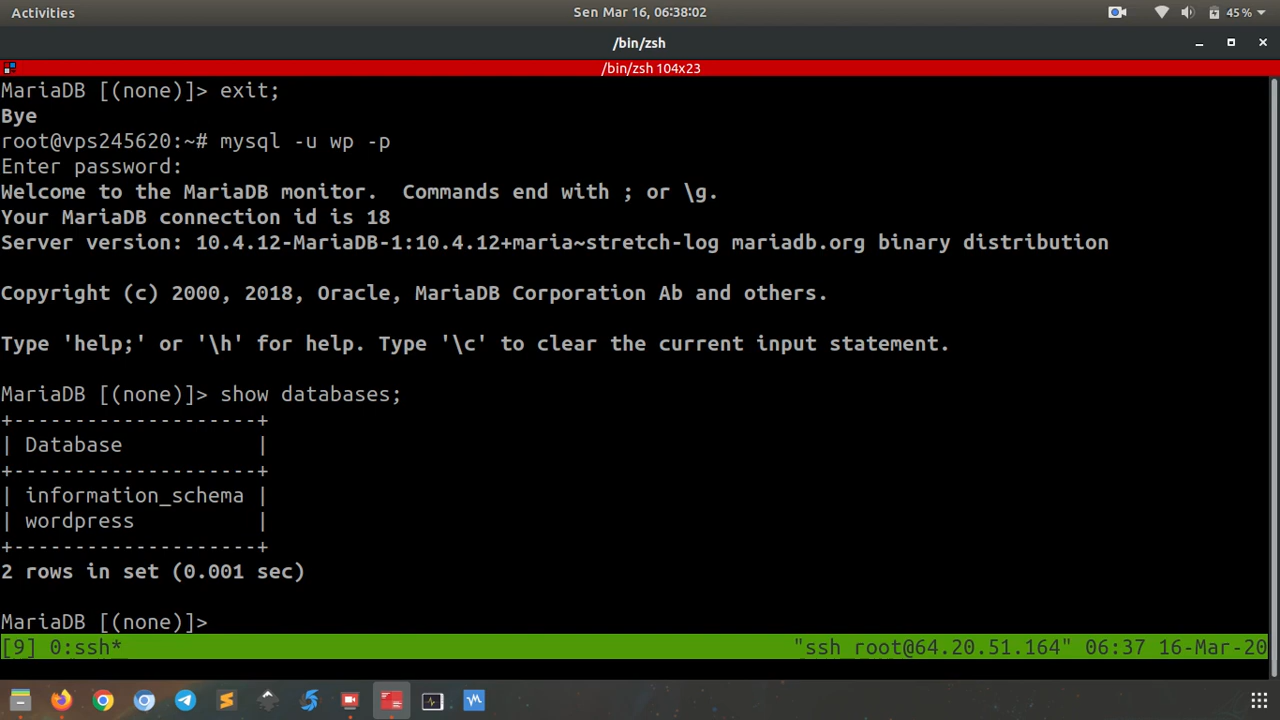 Activities
Sen Mar 16, 06:38:02
45%
/bin/zsh
/bin/zsh 104x23
MariaDB [(none)]> exit;
Bye
root@vps245620:~# mysql -u wp -p
Enter password:
Welcome to the MariaDB monitor.  Commands end with ; or \g.
Your MariaDB connection id is 18
Server version: 10.4.12-MariaDB-1:10.4.12+maria~stretch-log mariadb.org binary distribution
Copyright (c) 2000, 2018, Oracle, MariaDB Corporation Ab and others.
Type 'help;' or '\h' for help. Type '\c' to clear the current input statement.
MariaDB [(none)]> show databases;
+--------------------+
| Database           |
+--------------------+
| information_schema |
| wordpress          |
+--------------------+
2 rows in set (0.001 sec)
MariaDB [(none)]>
[9] 0:ssh*
"ssh root@64.20.51.164" 06:37 16-Mar-20